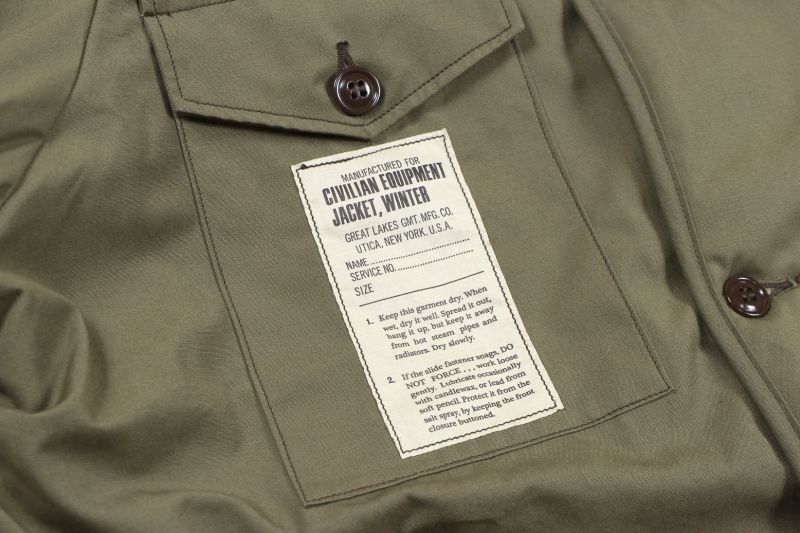 MANUFACTURED FOR
CIVILIAN EQUIPMENT
JACKET, WINTER
GREAT LAKES GMT. MFG. CO.
UTICA, NEW YORK. U.S.A.
NAME
SERVICE NO.
SIZE
1. Keep this garment dry. When
wet, dry it well. Spread it out,
hang it up, but keep it away
from hot steam pipes and
radiators. Dry slowly.
2. If the slide fastener snags, DO
NOT FORCE . . . work loose
gently. Lubricate occasionally
with candlewax, or lead from
soft pencil. Protect it from the
salt spray, by keeping the front
closure buttoned.